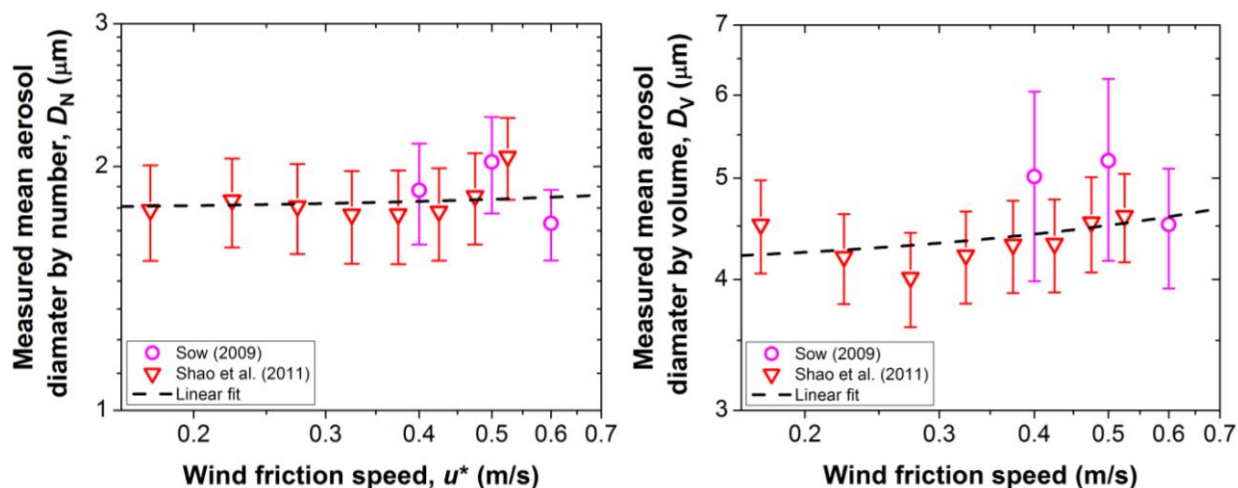 Measured mean aerosol
diamater by number, D_N (μm)
3
2
1
Sow (2009)
Shao et al. (2011)
Linear fit
0.2 0.3 0.4 0.5 0.6 0.7
Wind friction speed, u* (m/s)
Measured mean aerosol
diamater by volume, D_V (μm)
7
6
5
4
3
Sow (2009)
Shao et al. (2011)
Linear fit
0.2 0.3 0.4 0.5 0.6 0.7
Wind friction speed (m/s)